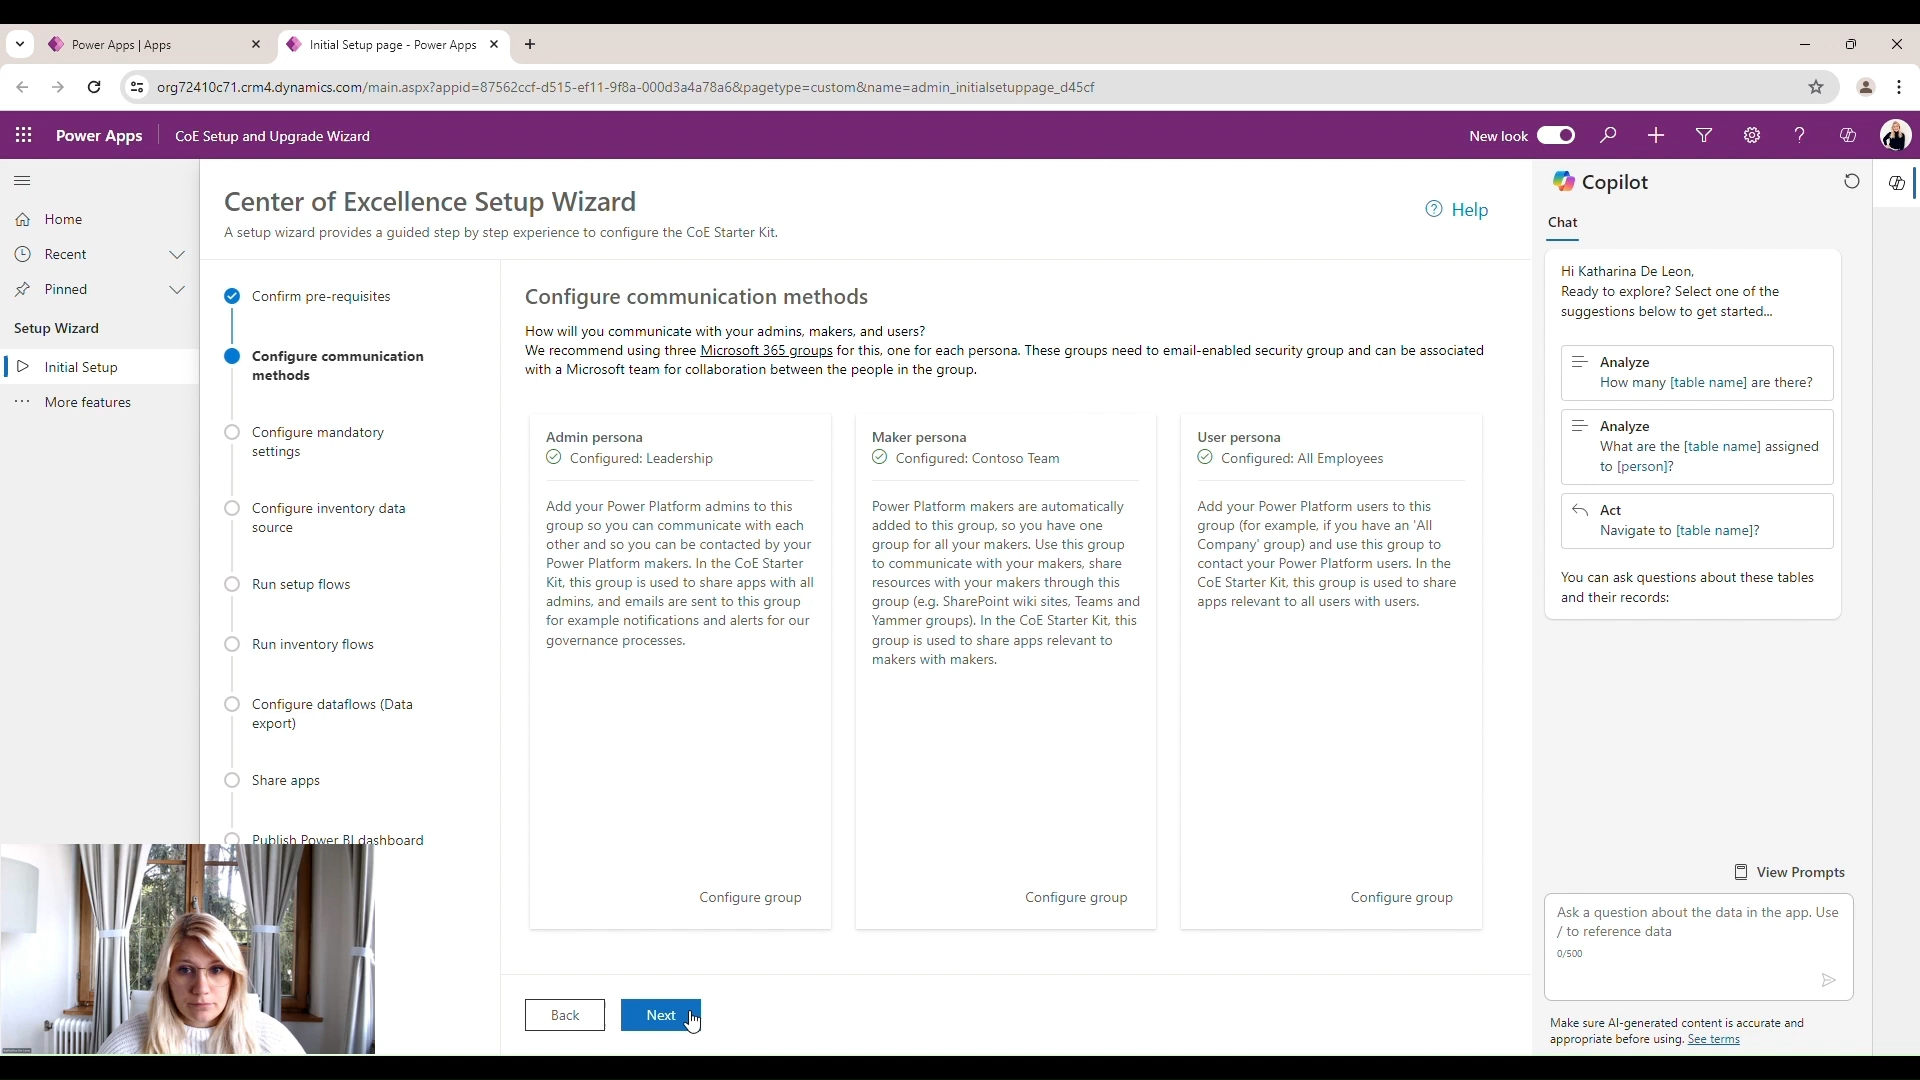 Power Apps | Apps
Initial Setup page - Power Apps
org72410c71.crm4.dynamics.com/main.aspx?appid=87562ccf-d515-ef11-9f8a-000d3a4a78a6&pagetype=custom&name=admin_initialsetuppage_d45cf
Power Apps
CoE Setup and Upgrade Wizard
New look
Home
Recent
Pinned
Setup Wizard
Initial Setup
More features
Center of Excellence Setup Wizard
A setup wizard provides a guided step by step experience to configure the CoE Starter Kit.
Help
Confirm pre-requisites
Configure communication
methods
Configure mandatory
settings
Configure inventory data
source
Run setup flows
Run inventory flows
Configure dataflows (Data
export)
Share apps
Publish Power BI dashboard
Configure communication methods
How will you communicate with your admins, makers, and users?
We recommend using three Microsoft 365 groups for this, one for each persona. These groups need to email-enabled security group and can be associated
with a Microsoft team for collaboration between the people in the group.
Admin persona
Configured: Leadership
Add your Power Platform admins to this
group so you can communicate with each
other and so you can be contacted by your
Power Platform makers. In the CoE Starter
Kit, this group is used to share apps with all
admins, and emails are sent to this group
for example notifications and alerts for our
governance processes.
Configure group
Maker persona
Configured: Contoso Team
Power Platform makers are automatically
added to this group, so you have one
group for all your makers. Use this group
to communicate with your makers, share
resources with your makers through this
group (e.g. SharePoint wiki sites, Teams and
Yammer groups). In the CoE Starter Kit, this
group is used to share apps relevant to
makers with makers.
Configure group
User persona
Configured: All Employees
Add your Power Platform users to this
group (for example, if you have an 'All
Company' group) and use this group to
contact your Power Platform users. In the
CoE Starter Kit, this group is used to share
apps relevant to all users with users.
Configure group
Back
Next
Copilot
Chat
Hi Katharina De Leon,
Ready to explore? Select one of the
suggestions below to get started...
Analyze
How many [table name] are there?
Analyze
What are the [table name] assigned
to [person]?
Act
Navigate to [table name]?
You can ask questions about these tables
and their records:
View Prompts
Ask a question about the data in the app. Use
/ to reference data
0/500
Make sure AI-generated content is accurate and
appropriate before using. See terms